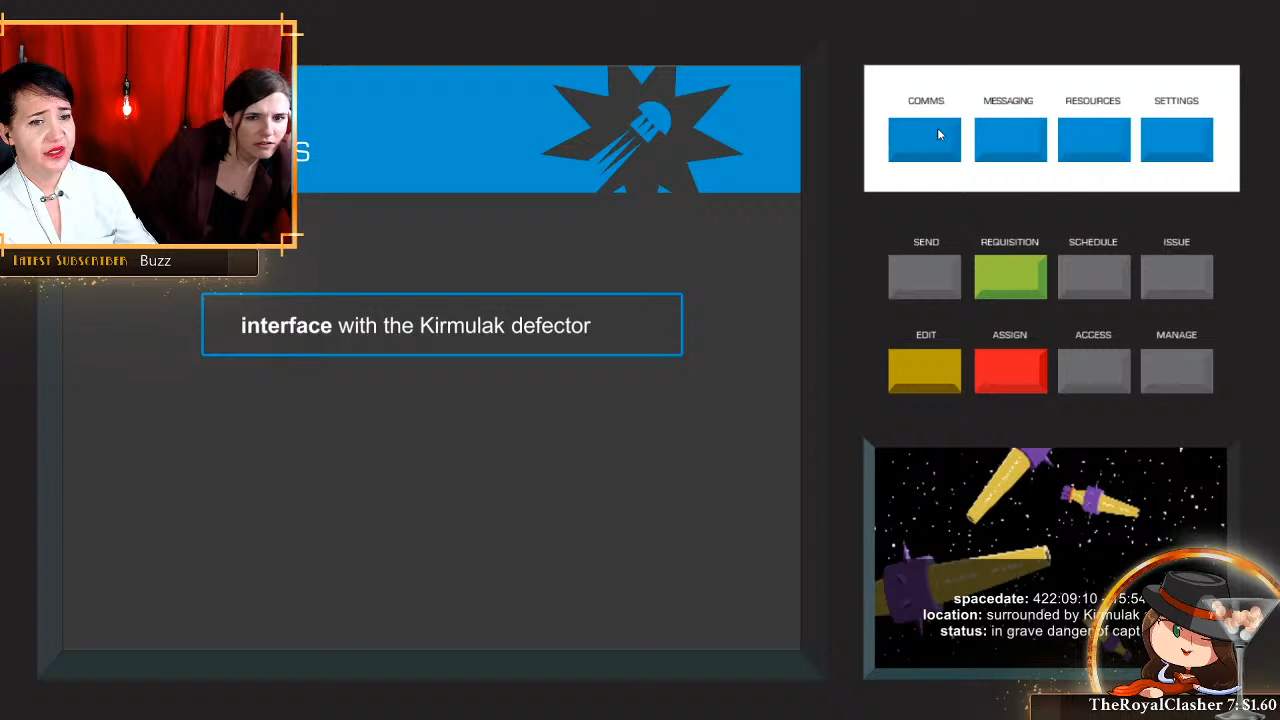 S
LATEST SUBSCRIBER Buzz
interface with the Kirmulak defector
COMMS MESSAGING RESOURCES SETTINGS
SEND REQUISITION SCHEDULE ISSUE
EDIT ASSIGN ACCESS MANAGE
spacedate: 422:09:10
location: surrounded by
status: in grave danger of
TheRoyalClasher 7: $1.60